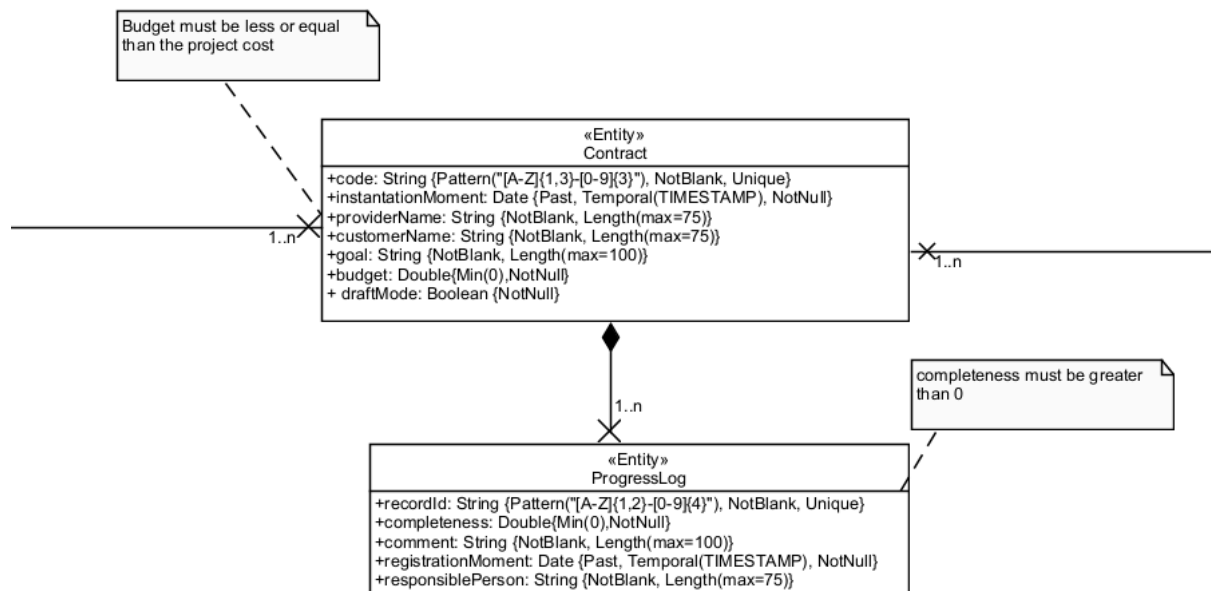 Budget must be less or equal
than the project cost
«Entity»
Contract
+code: String {Pattern("[A-Z]{1,3}-[0-9]{3}"), NotBlank, Unique}
+instantationMoment: Date {Past, Temporal(TIMESTAMP), NotNull}
+providerName: String {NotBlank, Length(max=75)}
+customerName: String {NotBlank, Length(max=75)}
+goal: String {NotBlank, Length(max=100)}
+budget: Double{Min(0),NotNull}
+ draftMode: Boolean {NotNull}
1..n
1..n
1..n
completeness must be greater
than 0
«Entity»
ProgressLog
+recordId: String {Pattern("[A-Z]{1,2}-[0-9]{4}"), NotBlank, Unique}
+completeness: Double{Min(0),NotNull}
+comment: String {NotBlank, Length(max=100)}
+registrationMoment: Date {Past, Temporal(TIMESTAMP), NotNull}
+responsiblePerson: String {NotBlank, Length(max=75)}